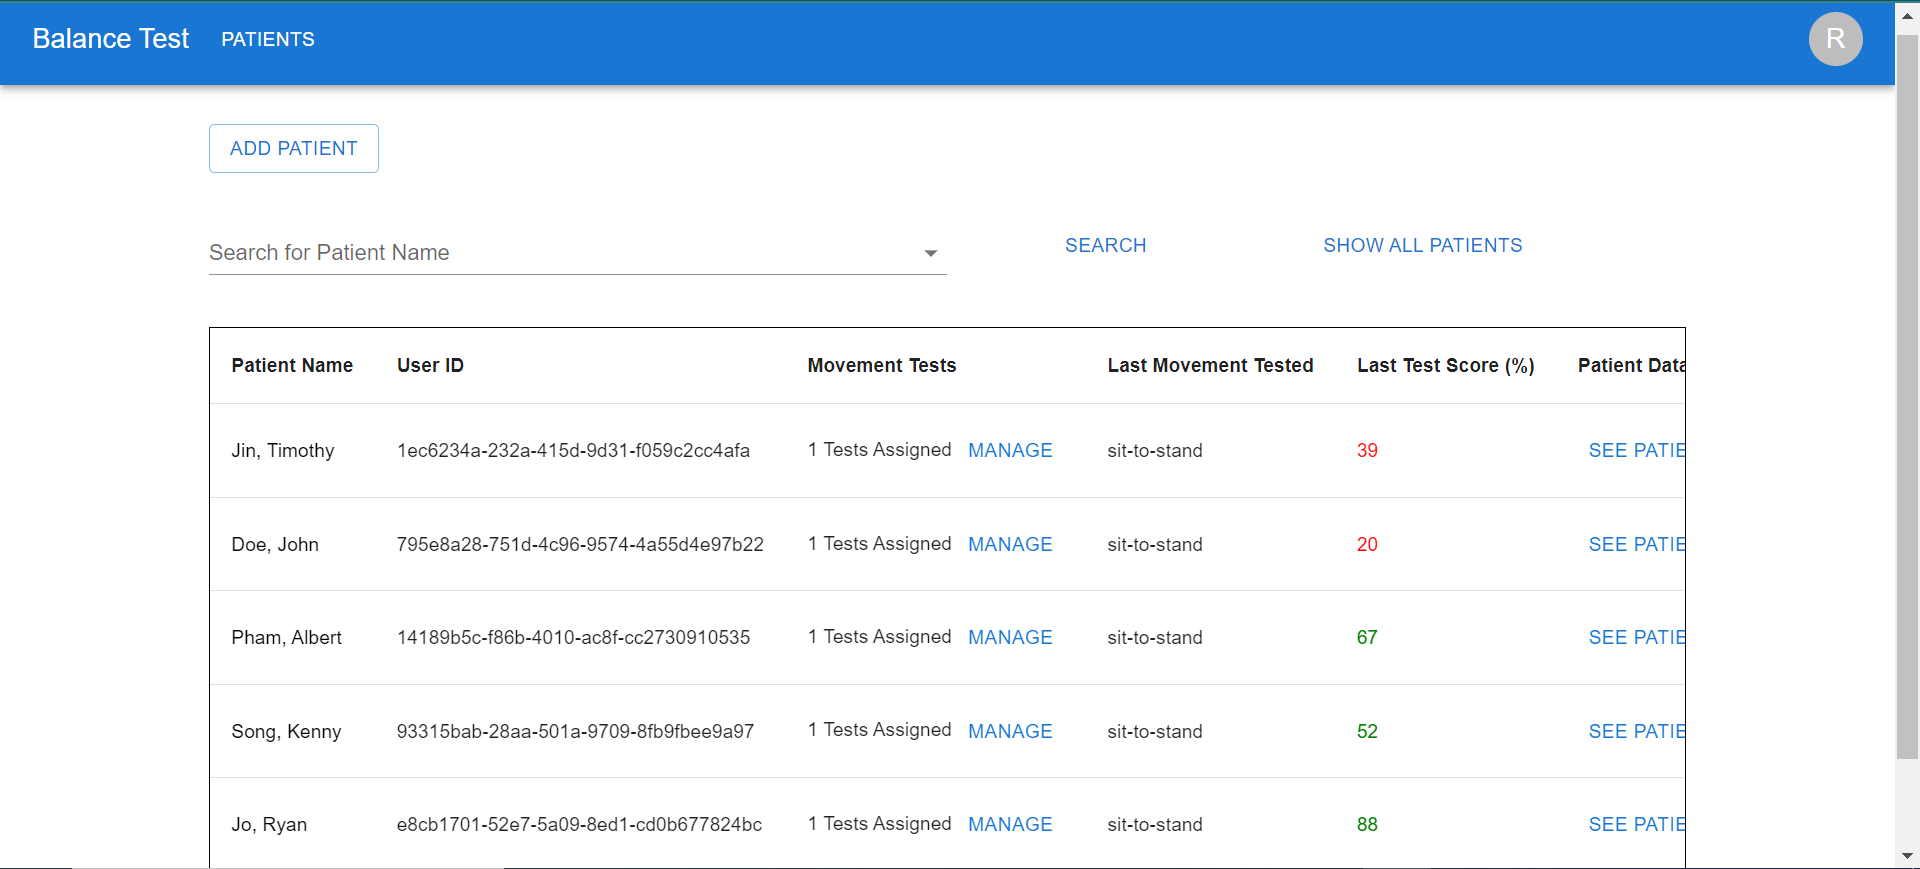 Balance Test PATIENTS R
ADD PATIENT
Search for Patient Name SEARCH SHOW ALL PATIENTS
Patient Name User ID Movement Tests Last Movement Tested Last Test Score (%) Patient Data
Jin, Timothy 1ec6234a-232a-415d-9d31-f059c2cc4afa 1 Tests Assigned MANAGE sit-to-stand 39 SEE PATIE
Doe, John 795e8a28-751d-4c96-9574-4a55d4e97b22 1 Tests Assigned MANAGE sit-to-stand 20 SEE PATIE
Pham, Albert 14189b5c-f86b-4010-ac8f-cc2730910535 1 Tests Assigned MANAGE sit-to-stand 67 SEE PATIE
Song, Kenny 93315bab-28aa-501a-9709-8fb9fbee9a97 1 Tests Assigned MANAGE sit-to-stand 52 SEE PATIE
Jo, Ryan e8cb1701-52e7-5a09-8ed1-cd0b677824bc 1 Tests Assigned MANAGE sit-to-stand 88 SEE PATIE